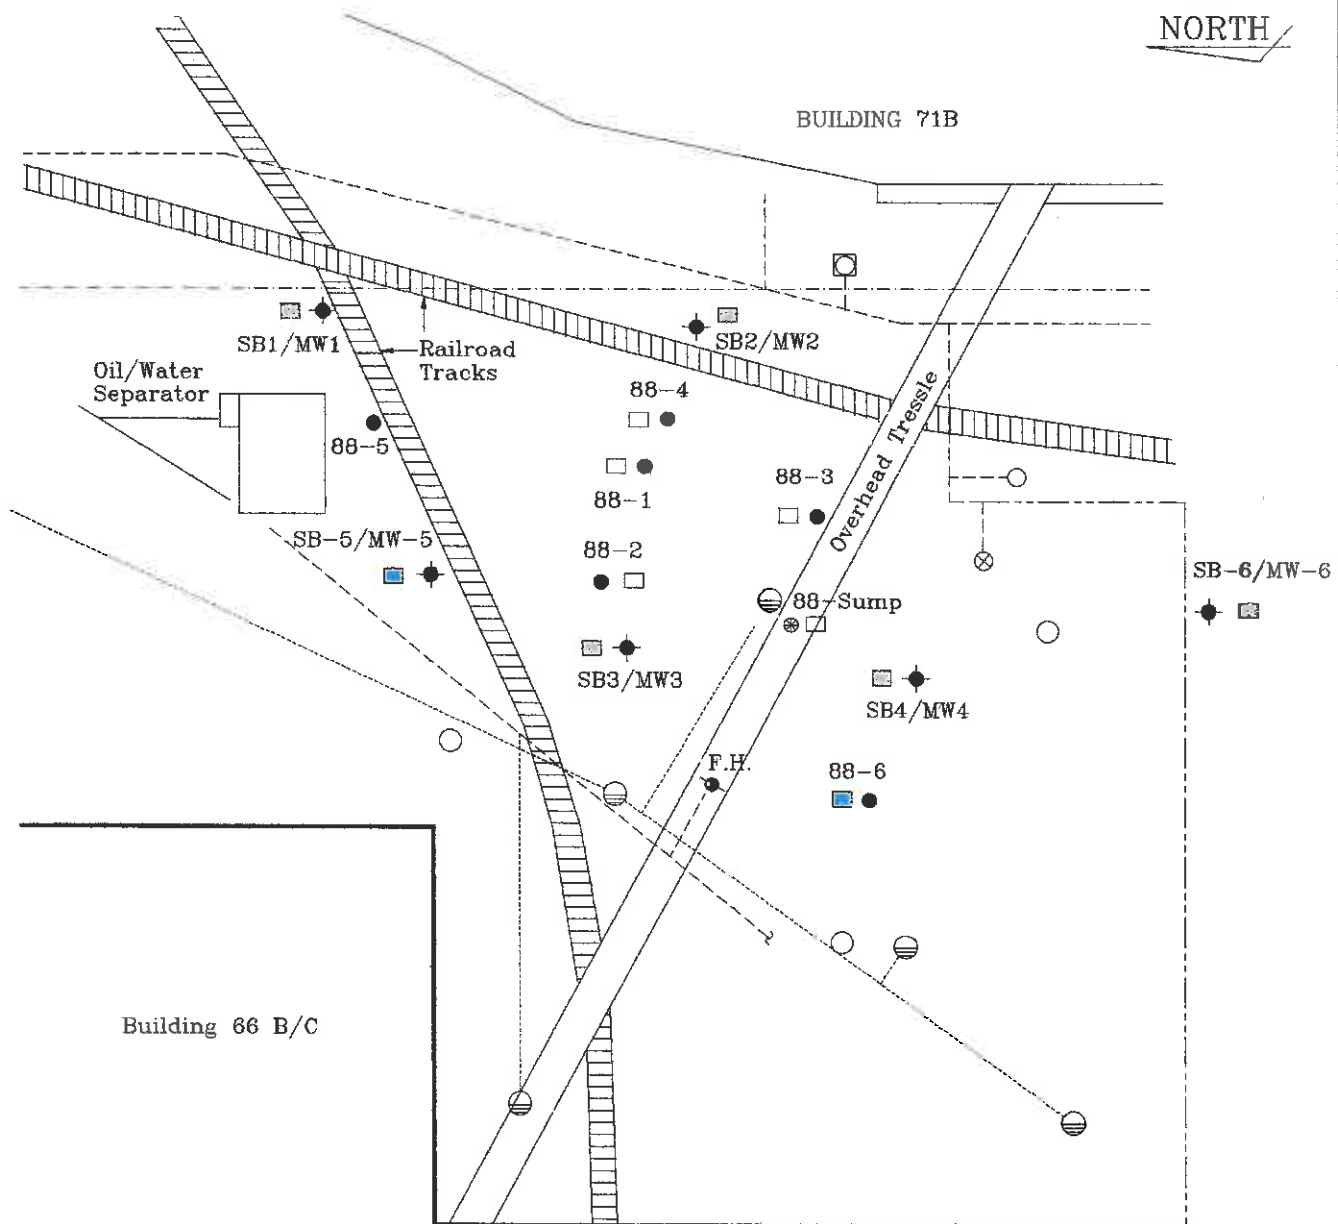 NORTH
BUILDING 71B
SB1/MW1
SB2/MW2
Railroad
Tracks
Oil/Water
Separator
88-4
88-5
88-1
88-3
Overhead Tressle
SB-5/MW-5
88-2
SB-6/MW-6
88-Sump
SB3/MW3
SB4/MW4
F.H.
88-6
Building 66 B/C